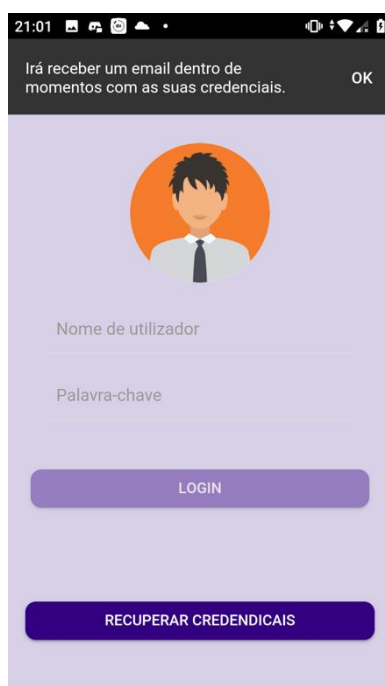 21:01
Irá receber um email dentro de
momentos com as suas credenciais.
OK
Nome de utilizador
Palavra-chave
LOGIN
RECUPERAR CREDENDICAIS